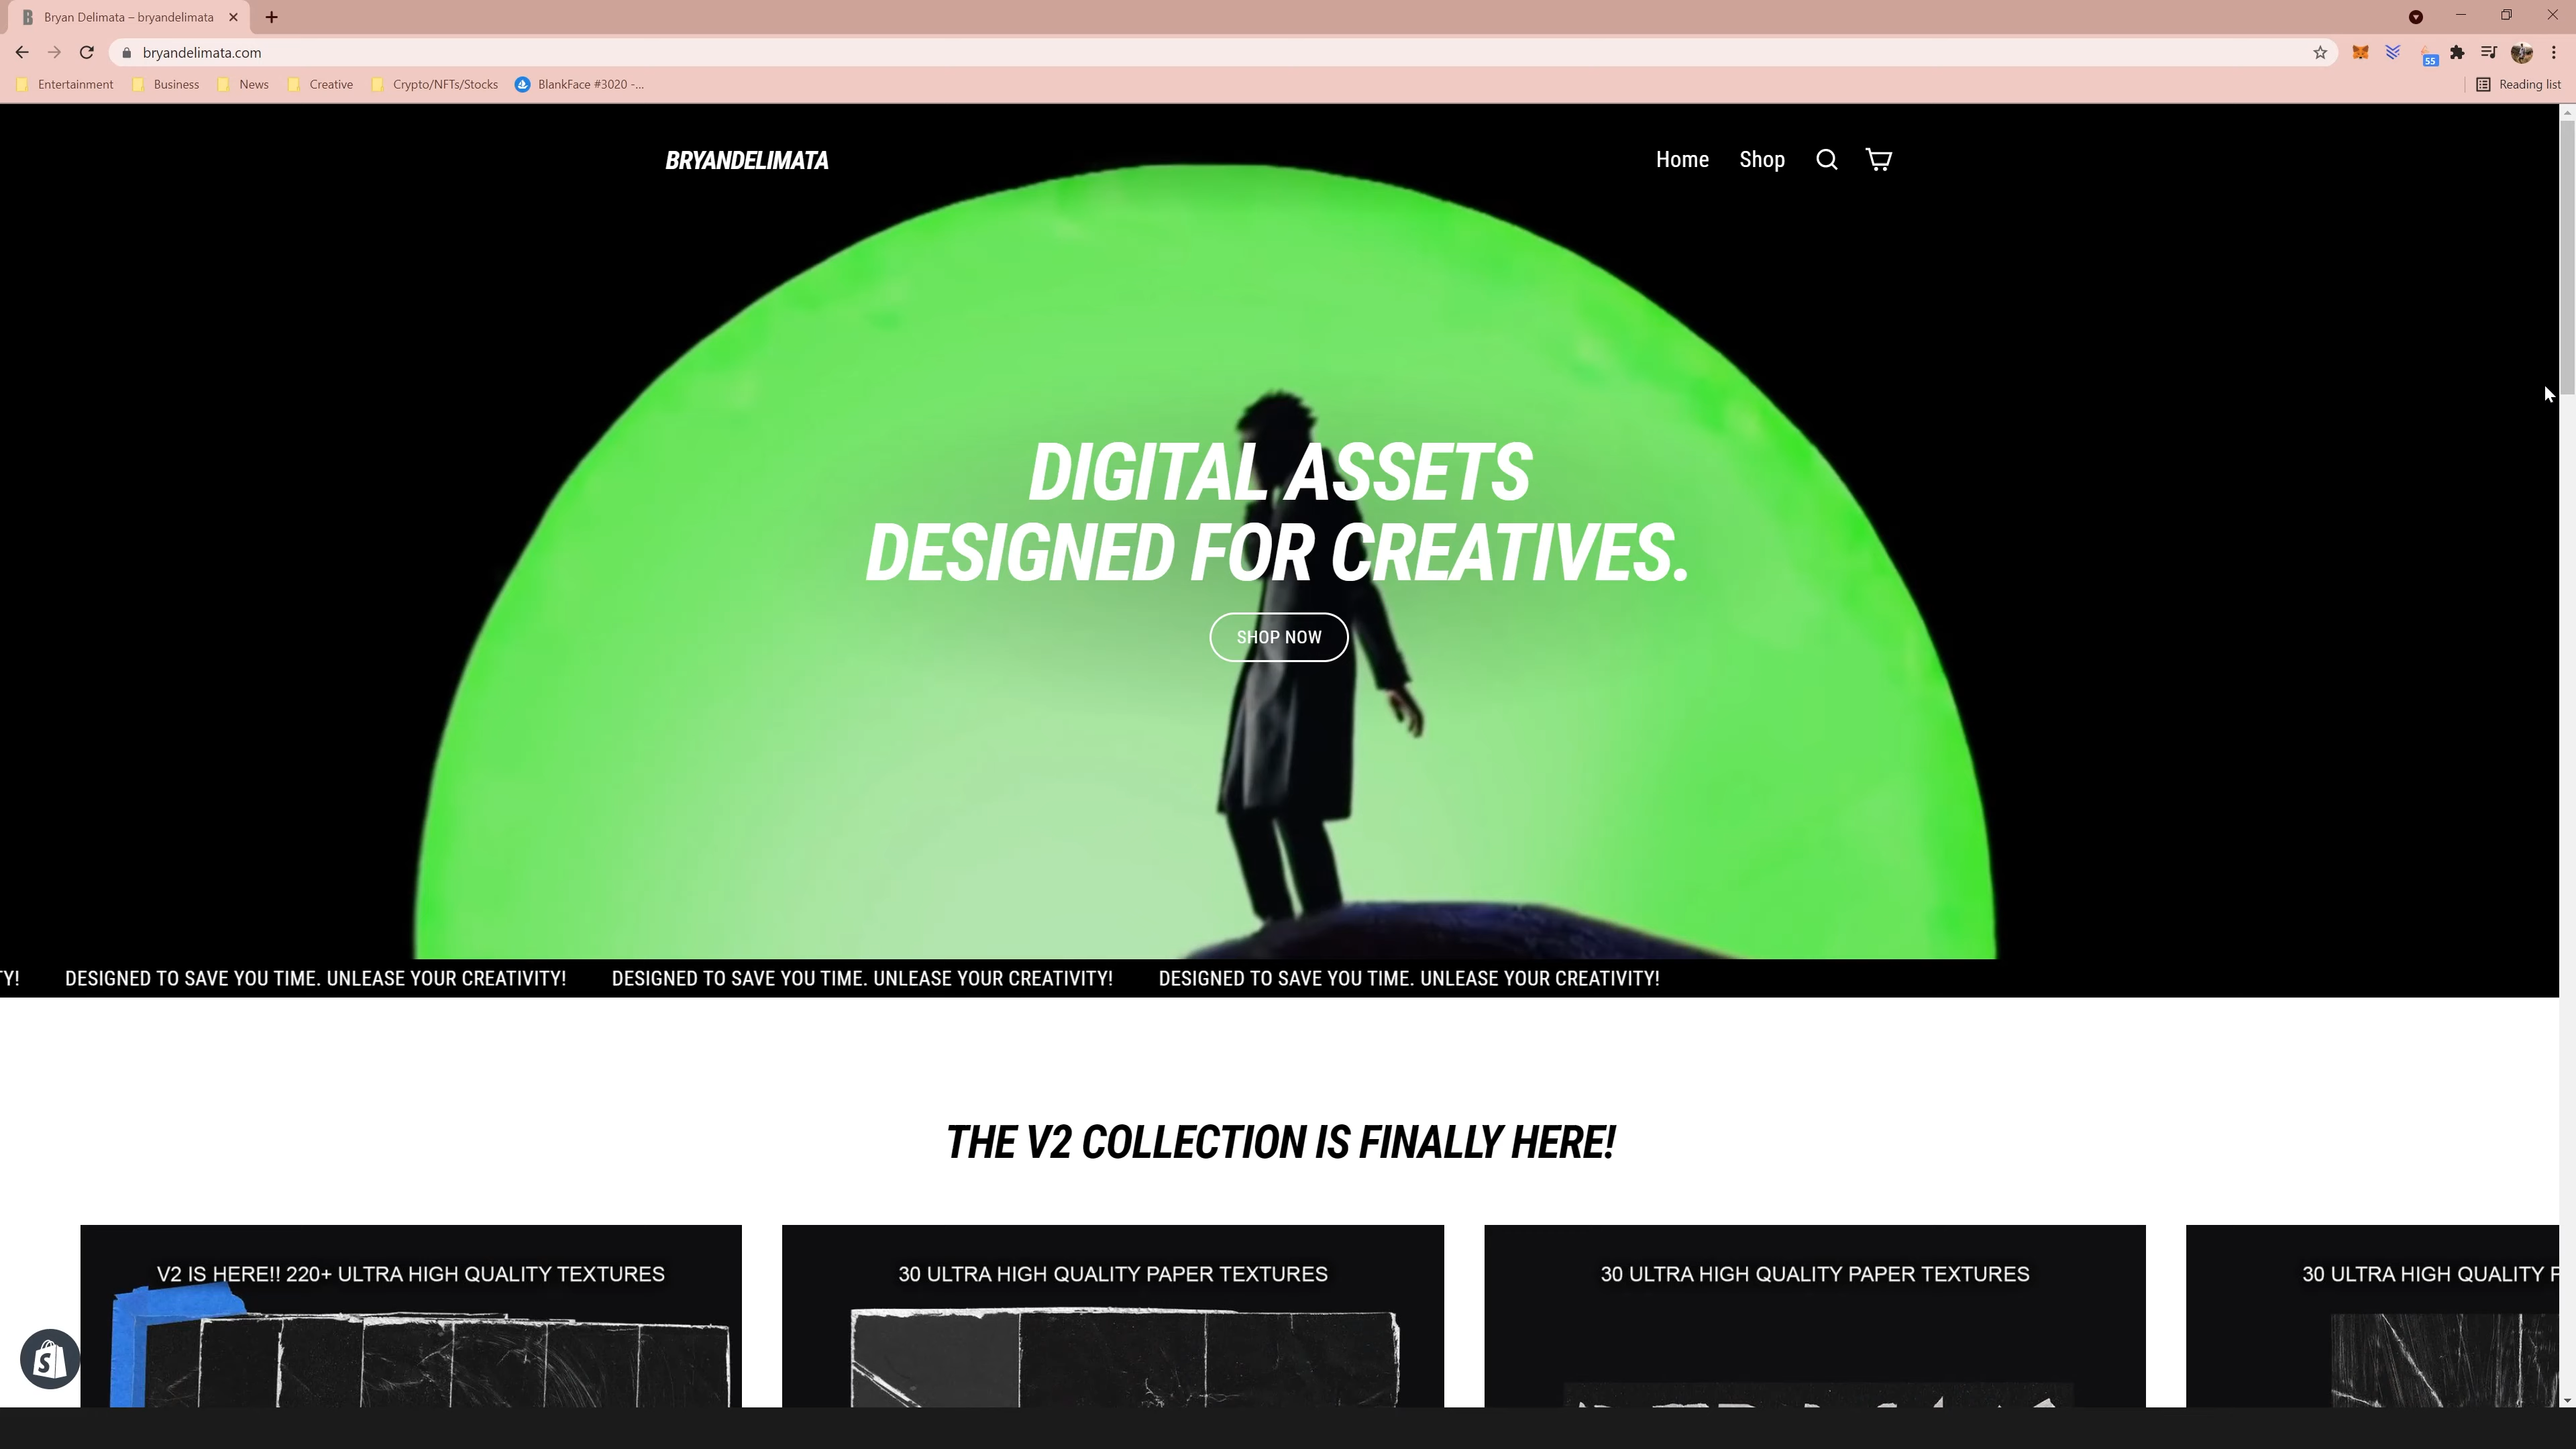 Bryan Delimata – bryandelimata
bryandelimata.com
55
Entertainment
Business
News
Creative
Crypto/NFTs/Stocks
BlankFace #3020 -...
Reading list
BRYANDELIMATA
Home
Shop
DIGITAL ASSETS
DESIGNED FOR CREATIVES.
SHOP NOW
TY! DESIGNED TO SAVE YOU TIME. UNLEASE YOUR CREATIVITY! DESIGNED TO SAVE YOU TIME. UNLEASE YOUR CREATIVITY! DESIGNED TO SAVE YOU TIME. UNLEASE YOUR CREATIVITY!
THE V2 COLLECTION IS FINALLY HERE!
V2 IS HERE!! 220+ ULTRA HIGH QUALITY TEXTURES
30 ULTRA HIGH QUALITY PAPER TEXTURES
30 ULTRA HIGH QUALITY PAPER TEXTURES
30 ULTRA HIGH QUALITY P